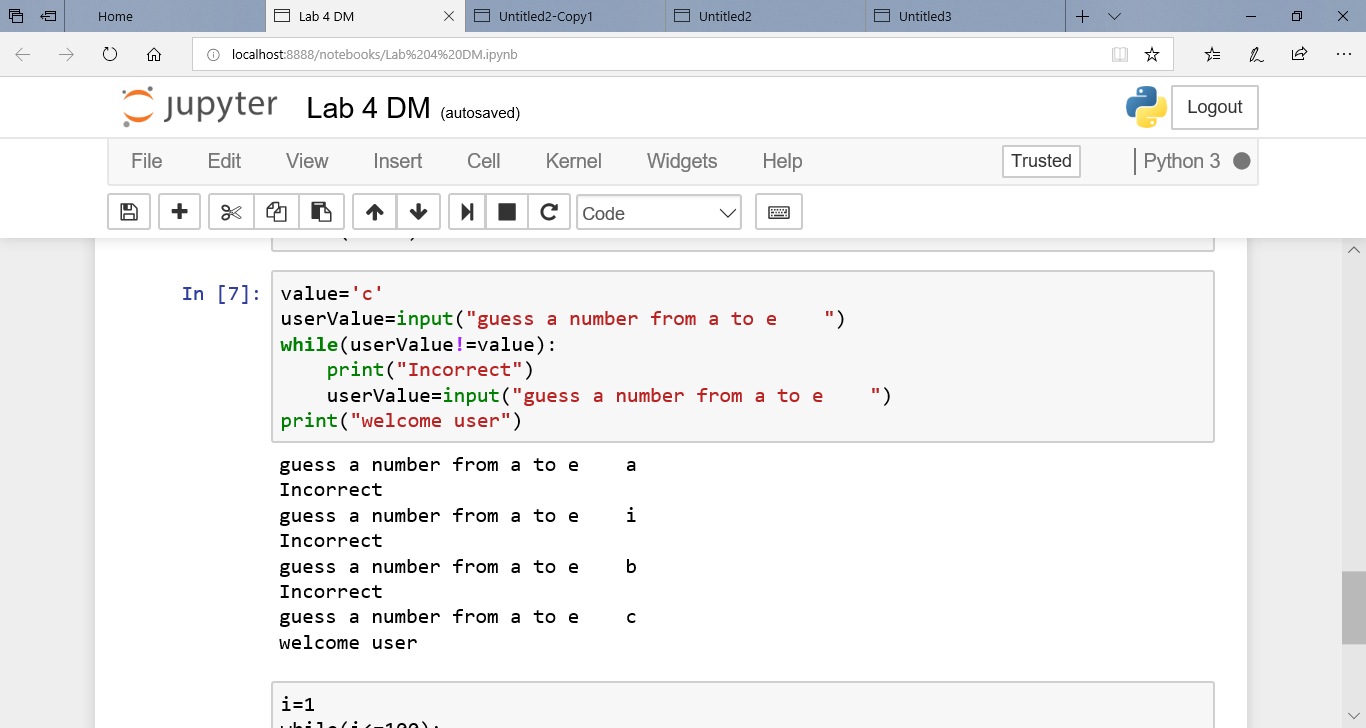 Home
Lab 4 DM
Untitled2-Copy1
Untitled2
Untitled3
localhost:8888/notebooks/Lab%204%20DM.ipynb
jupyter Lab 4 DM (autosaved)
Logout
File Edit View Insert Cell Kernel Widgets Help
Trusted
Python 3
Code
In [7]:
value='c'
userValue=input("guess a number from a to e    ")
while(userValue!=value):
    print("Incorrect")
    userValue=input("guess a number from a to e    ")
print("welcome user")
guess a number from a to e    a
Incorrect
guess a number from a to e    i
Incorrect
guess a number from a to e    b
Incorrect
guess a number from a to e    c
welcome user
i=1
while(i<=100):